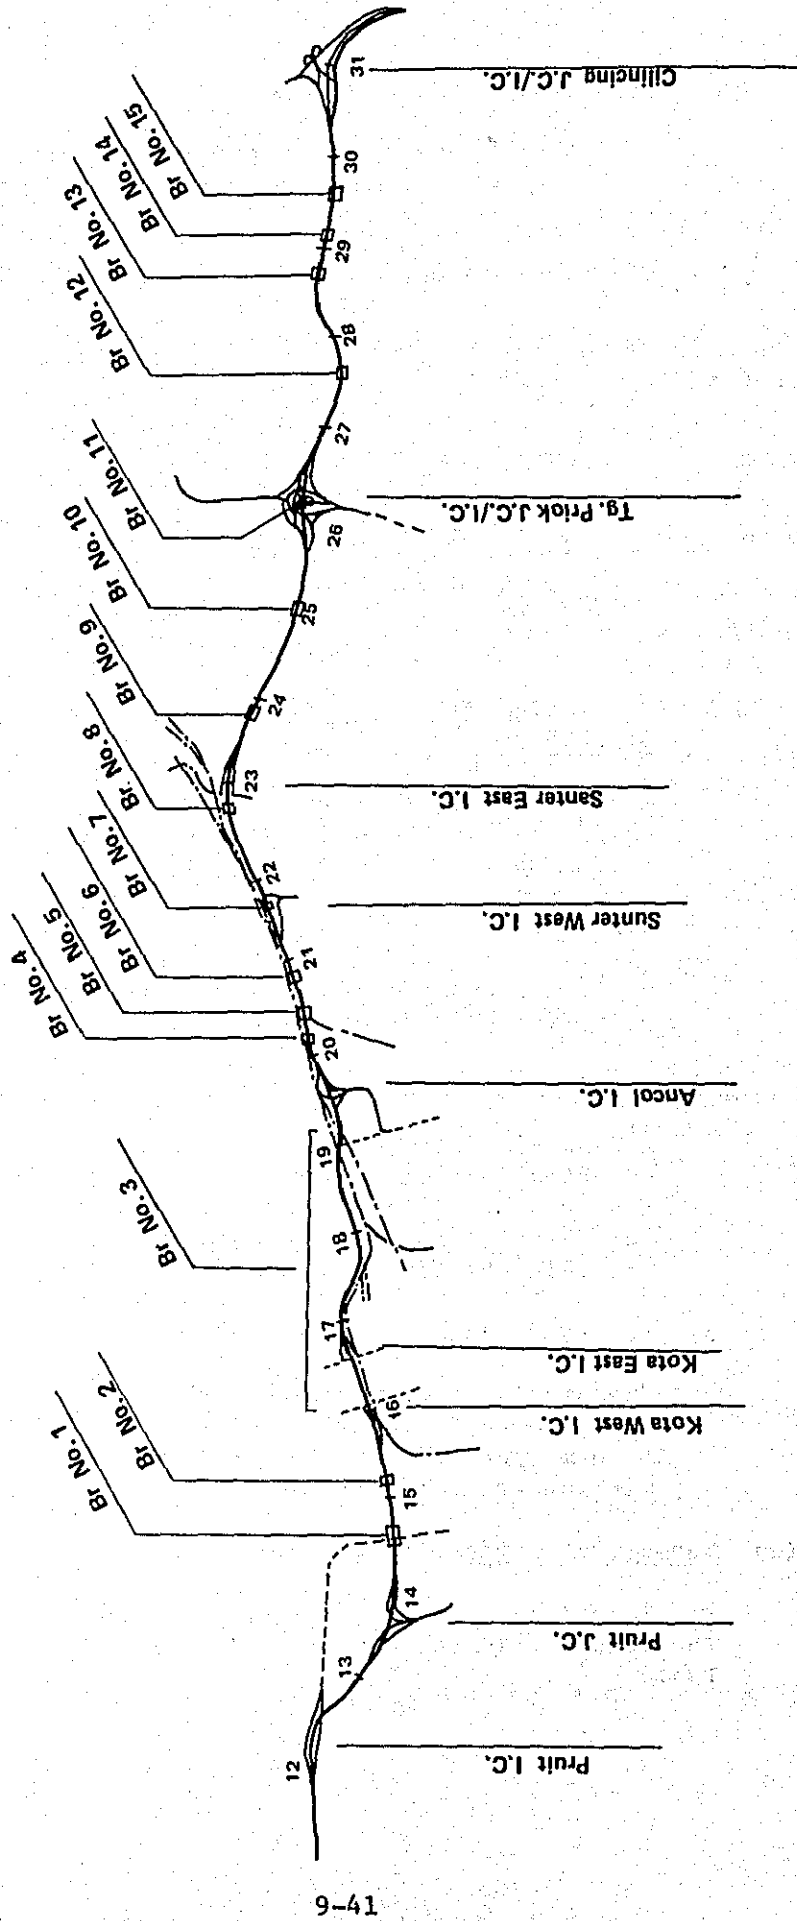 Br No. 1
Br No. 2
Br No. 3
Br No. 4
Br No. 5
Br No. 6
Br No. 7
Br. No. 8
Br No. 9
Br No. 10
Br No. 11
Br No. 12
Br No. 13
Br No. 14
Br No. 15
12
13
14
15
16
17
18
19
20
21
22
23
24
25
26
27
28
29
30
31
Pruit I.C.
Pruit J.C.
Kota West I.C.
Kota East I.C.
Ancol I.C.
Sunter West I.C.
Santer East I.C.
Tg. Priok J.C./I.C.
Cilincing J.C./I.C.
9-41